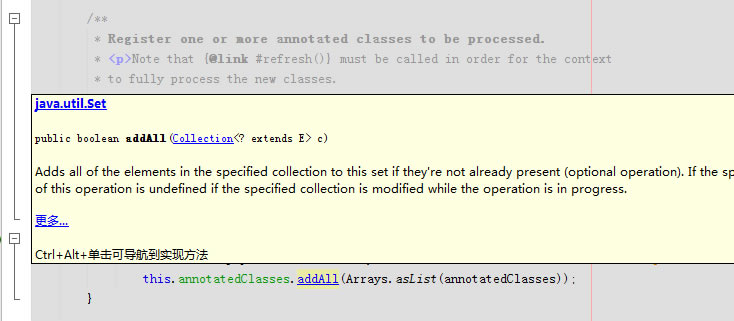 /**
* Register one or more annotated classes to be processed.
* <p>Note that {@link #refresh()} must be called in order for the context
* to fully process the new classes.
java.util.Set
public boolean addAll(Collection<? extends E> c)
Adds all of the elements in the specified collection to this set if they're not already present (optional operation). If the sp
of this operation is undefined if the specified collection is modified while the operation is in progress.
更多...
Ctrl+Alt+单击可导航到实现方法
this.annotatedClasses.addAll(Arrays.asList(annotatedClasses));
}